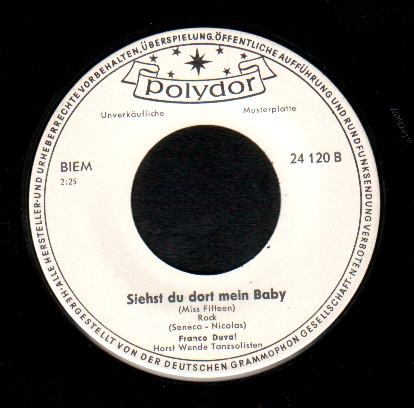 ALLE HERSTELLER- UND URHEBERRECHTE VORBEHALTEN, ÜBERSPIELUNG, ÖFFENTLICHE AUFFÜHRUNG UND RUNDFUNKSENDUNG VERBOTEN·
HERGESTELLT VON DER DEUTSCHEN GRAMMOPHON GESELLSCHAFT·
polydor
Unverkäufliche Musterplatte
BIEM 24 120 B
2:25
Siehst du dort mein Baby
(Miss Fifteen)
Rock
(Seneca - Nicolas)
Franco Duval
Horst Wende Tanzsolisten